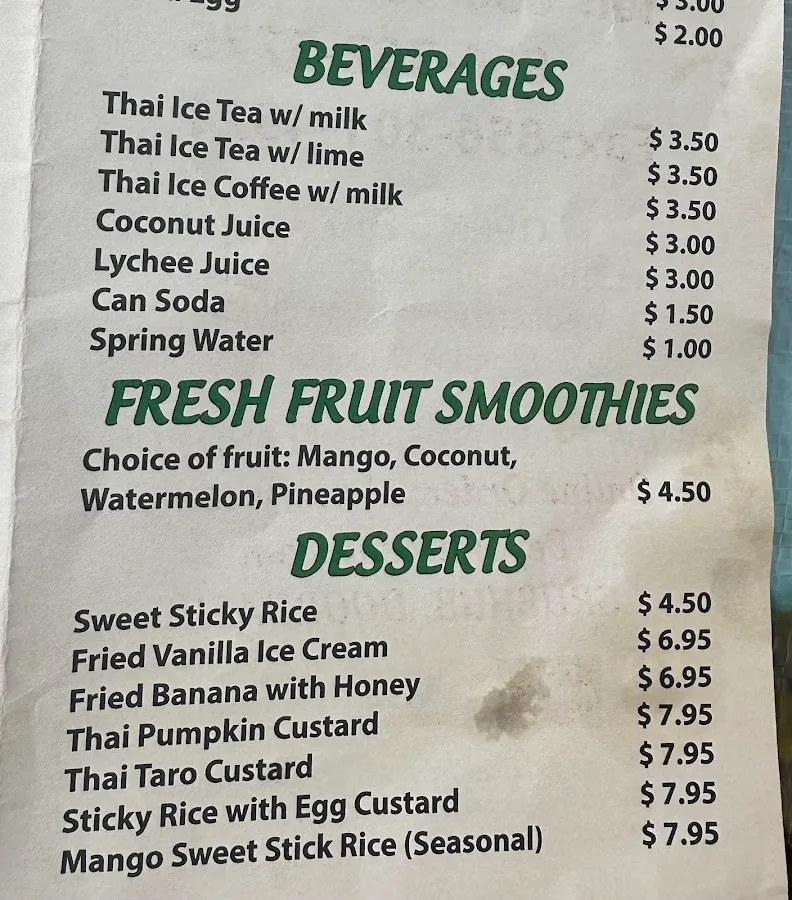 Egg $3.00
$2.00
BEVERAGES
Thai Ice Tea w/ milk $3.50
Thai Ice Tea w/ lime $3.50
Thai Ice Coffee w/ milk $3.50
Coconut Juice $3.00
Lychee Juice $3.00
Can Soda $1.50
Spring Water $1.00
FRESH FRUIT SMOOTHIES
Choice of fruit: Mango, Coconut,
Watermelon, Pineapple $4.50
DESSERTS
Sweet Sticky Rice $4.50
Fried Vanilla Ice Cream $6.95
Fried Banana with Honey $6.95
Thai Pumpkin Custard $7.95
Thai Taro Custard $7.95
Sticky Rice with Egg Custard $7.95
Mango Sweet Stick Rice (Seasonal) $7.95